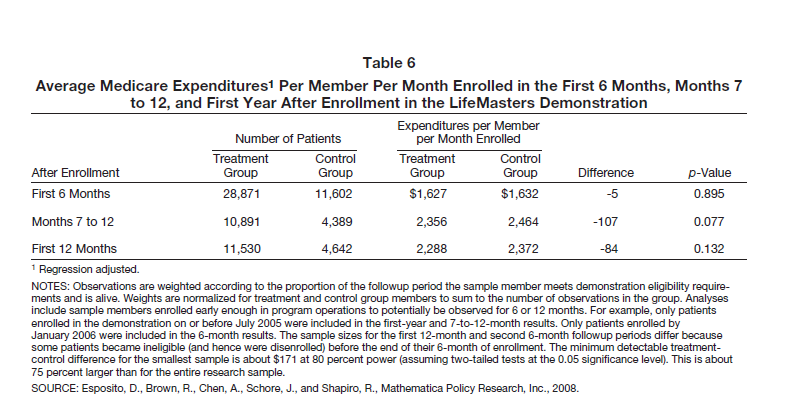 Table 6
Average Medicare Expenditures¹ Per Member Per Month Enrolled in the First 6 Months, Months 7
to 12, and First Year After Enrollment in the LifeMasters Demonstration
Number of Patients Expenditures per Member per Month Enrolled
After Enrollment Treatment Group Control Group Treatment Group Control Group Difference p-Value
First 6 Months 28,871 11,602 $1,627 $1,632 -5 0.895
Months 7 to 12 10,891 4,389 2,356 2,464 -107 0.077
First 12 Months 11,530 4,642 2,288 2,372 -84 0.132
¹ Regression adjusted.
NOTES: Observations are weighted according to the proportion of the followup period the sample member meets demonstration eligibility require-
ments and is alive. Weights are normalized for treatment and control group members to sum to the number of observations in the group. Analyses
include sample members enrolled early enough in program operations to potentially be observed for 6 or 12 months. For example, only patients
enrolled in the demonstration on or before July 2005 were included in the first-year and 7-to-12-month results. Only patients enrolled by
January 2006 were included in the 6-month results. The sample sizes for the first 12-month and second 6-month followup periods differ because
some patients became ineligible (and hence were disenrolled) before the end of their 6-month of enrollment. The minimum detectable treatment-
control difference for the smallest sample is about $171 at 80 percent power (assuming two-tailed tests at the 0.05 significance level). This is about
75 percent larger than for the entire research sample.
SOURCE: Esposito, D., Brown, R., Chen, A., Schore, J., and Shapiro, R., Mathematica Policy Research, Inc., 2008.